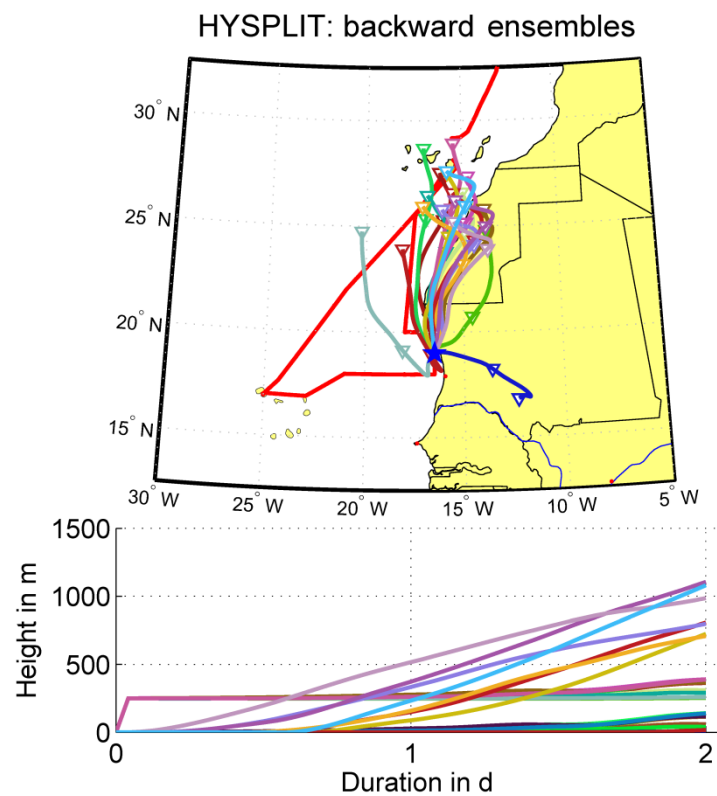 HYSPLIT: backward ensembles
30° N
25° N
20° N
15° N
30° W
25° W
20° W
15° W
10° W
5° W
1500
1000
500
0
Height in m
0
1
2
Duration in d